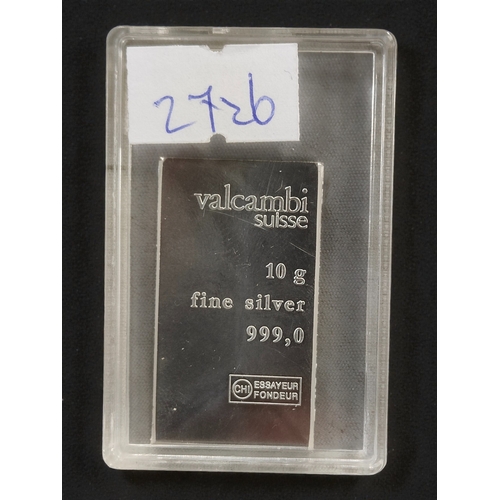 2726
valcambi
suisse
10 g
fine silver
999,0
CHI ESSAYEUR
FONDEUR